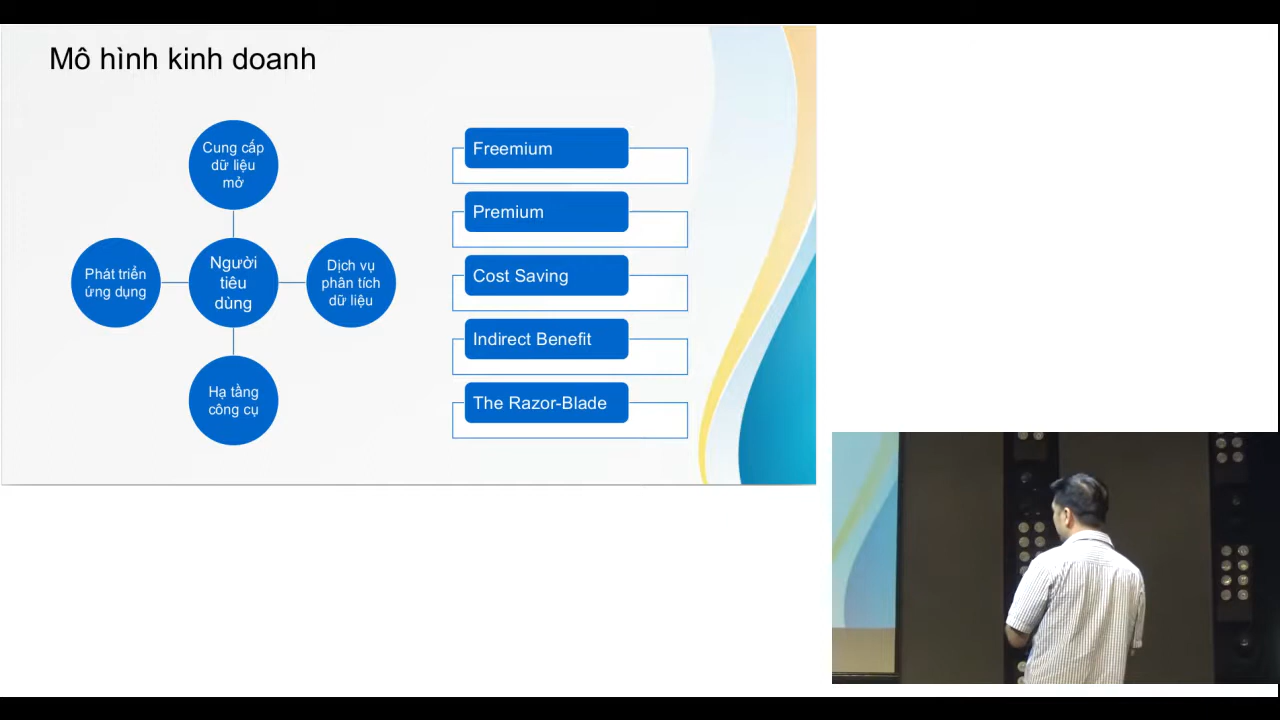 Mô hình kinh doanh
Cung cấp
dữ liệu
mở
Phát triển
ứng dụng
Người
tiêu
dùng
Dịch vụ
phân tích
dữ liệu
Hạ tầng
công cụ
Freemium
Premium
Cost Saving
Indirect Benefit
The Razor-Blade